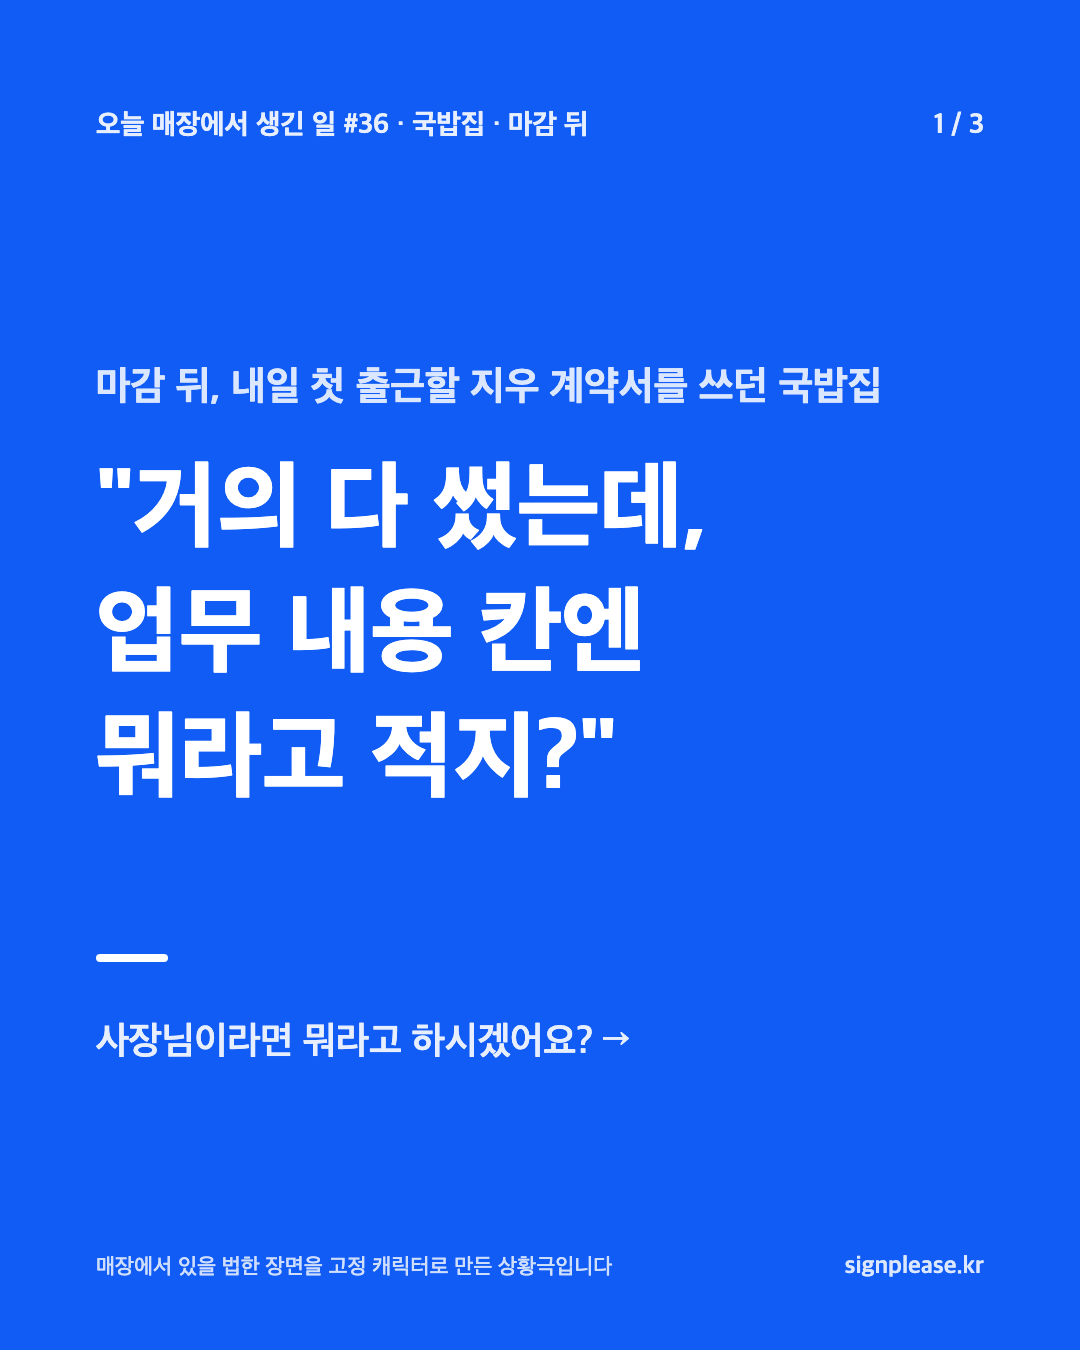 오늘 매장에서 생긴 일 #36 · 국밥집 · 마감 뒤
1 / 3
마감 뒤, 내일 첫 출근할 지우 계약서를 쓰던 국밥집
"거의 다 썼는데,
업무 내용 칸엔
뭐라고 적지?"
사장님이라면 뭐라고 하시겠어요? →
매장에서 있을 법한 장면을 고정 캐릭터로 만든 상황극입니다
signplease.kr